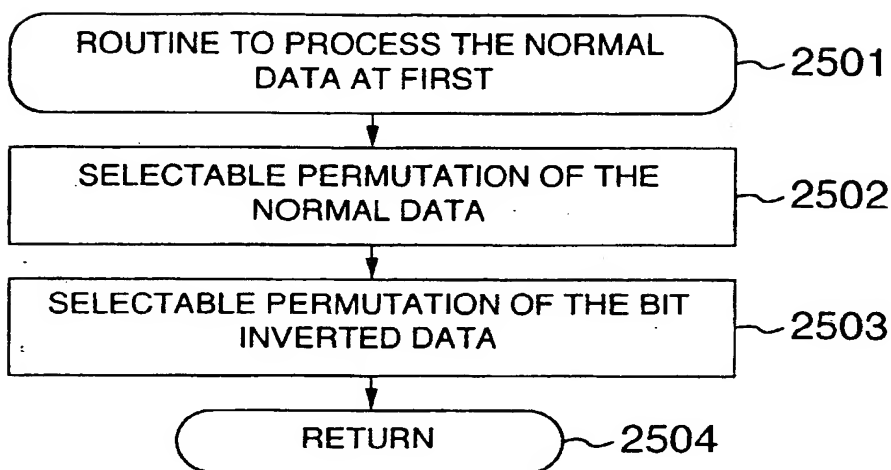 ROUTINE TO PROCESS THE NORMAL
DATA AT FIRST
2501
SELECTABLE PERMUTATION OF THE
NORMAL DATA
2502
SELECTABLE PERMUTATION OF THE BIT
INVERTED DATA
2503
RETURN
2504